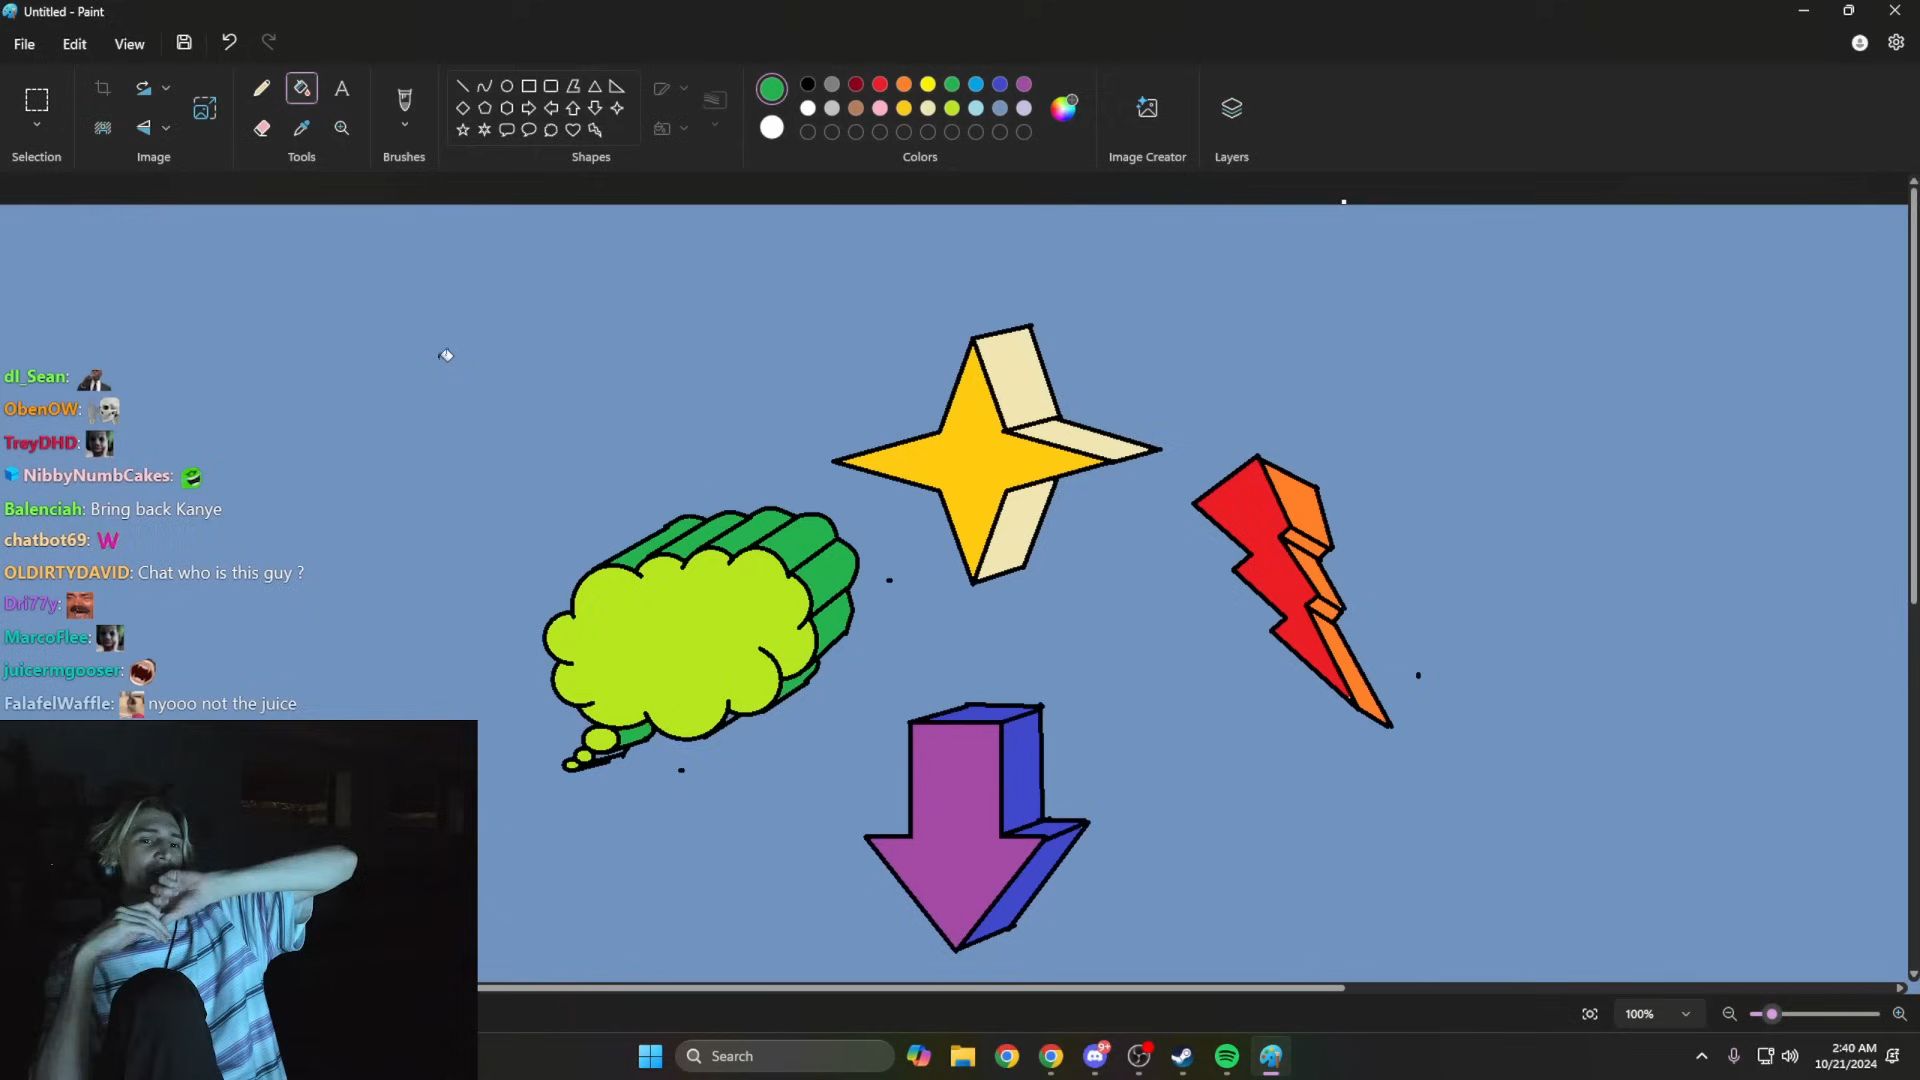 Untitled - Paint
File Edit View
Selection Image Tools Brushes Shapes Colors Image Creator Layers
dl_Sean:
ObenOW:
TreyDHD:
NibbyNumbCakes:
Balenciah: Bring back Kanye
chatbot69: W
OLDIRTYDAVID: Chat who is this guy ?
Dri77y:
MarcoFlee:
juicermgooser:
FalafelWaffle: nyooo not the juice
100%
Search
9+
2:40 AM
10/21/2024